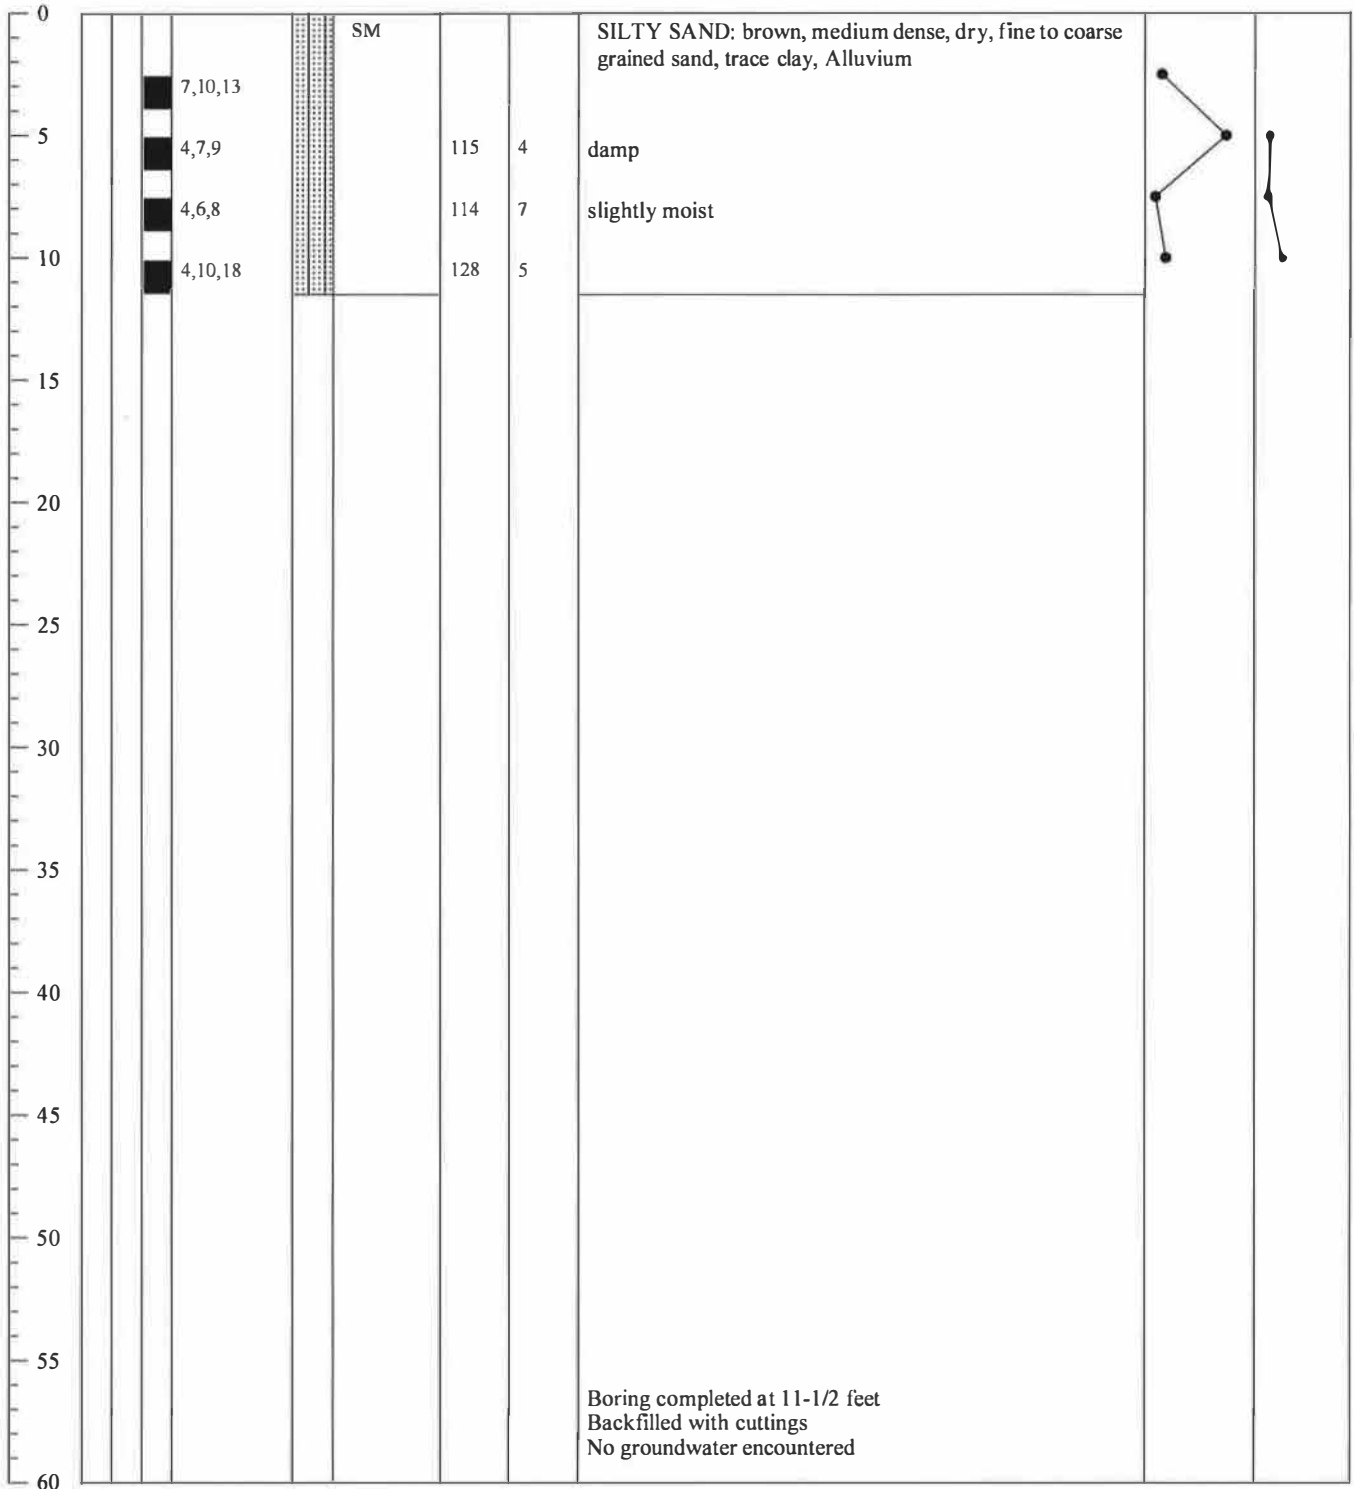 0 SM SILTY SAND: brown, medium dense, dry, fine to coarse
grained sand, trace clay, Alluvium
7,10,13
5 4,7,9 115 4 damp
4,6,8 114 7 slightly moist
10 4,10,18 128 5
15
20
25
30
35
40
45
50
55
Boring completed at 11-1/2 feet
Backfilled with cuttings
No groundwater encountered
60